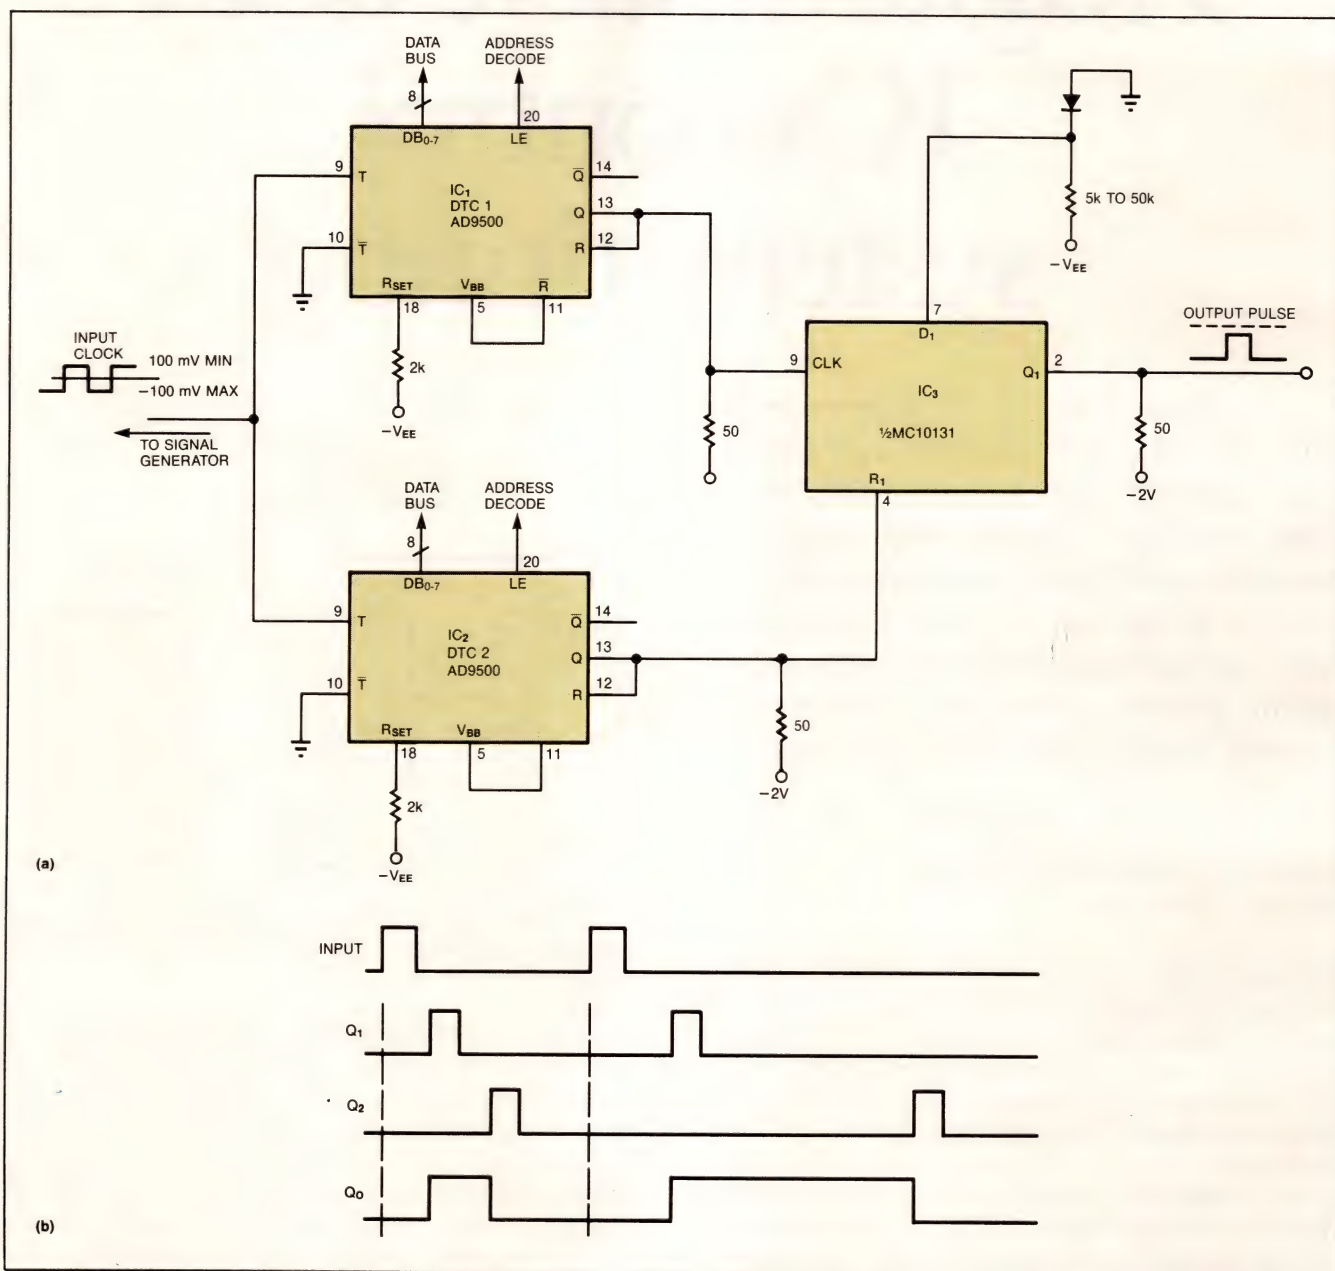 DATA
BUS
ADDRESS
DECODE
8
20
DB0-7
LE
9
T
Q̅
14
IC1
DTC 1
AD9500
Q
13
10
T̅
R
12
RSET
VBB
R̅
18
5
11
2k
−VEE
INPUT
CLOCK
100 mV MIN
−100 mV MAX
TO SIGNAL
GENERATOR
5k TO 50k
−VEE
7
D1
OUTPUT PULSE
9
CLK
Q1
2
IC3
½MC10131
50
R1
4
50
−2V
DATA
BUS
ADDRESS
DECODE
8
20
DB0-7
LE
9
T
Q̅
14
IC2
DTC 2
AD9500
Q
13
10
T̅
R
12
RSET
VBB
18
5
11
2k
−VEE
50
−2V
(a)
INPUT
Q1
Q2
QO
(b)